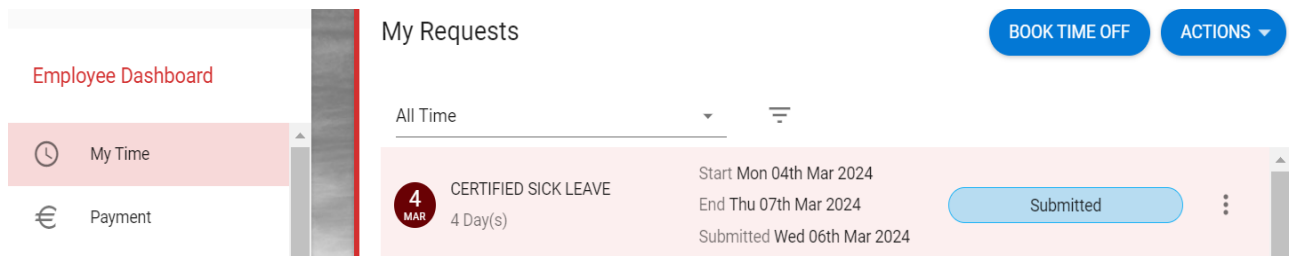 Employee Dashboard
My Time
Payment
My Requests
BOOK TIME OFF
ACTIONS
All Time
4
MAR
CERTIFIED SICK LEAVE
4 Day(s)
Start Mon 04th Mar 2024
End Thu 07th Mar 2024
Submitted Wed 06th Mar 2024
Submitted